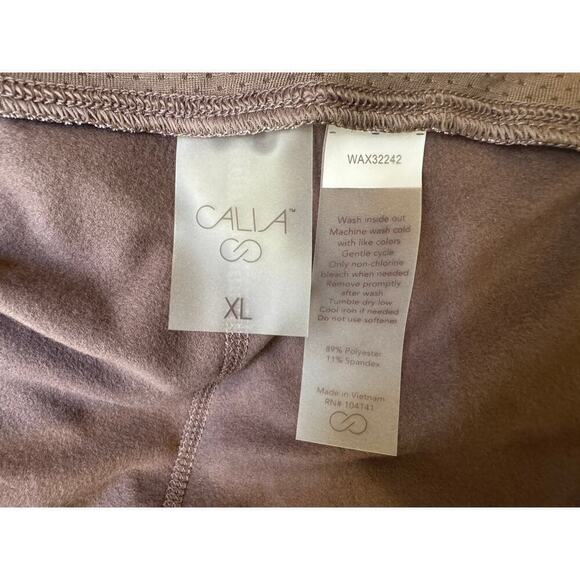 CALIA™
XL
WAX32242
Wash inside out
Machine wash cold
with like colors
Gentle cycle
Only non-chlorine
bleach when needed
Remove promptly
after wash
Tumble dry low
Cool iron if needed
Do not use softener
89% Polyester
11% Spandex
Made in Vietnam
RN# 104141